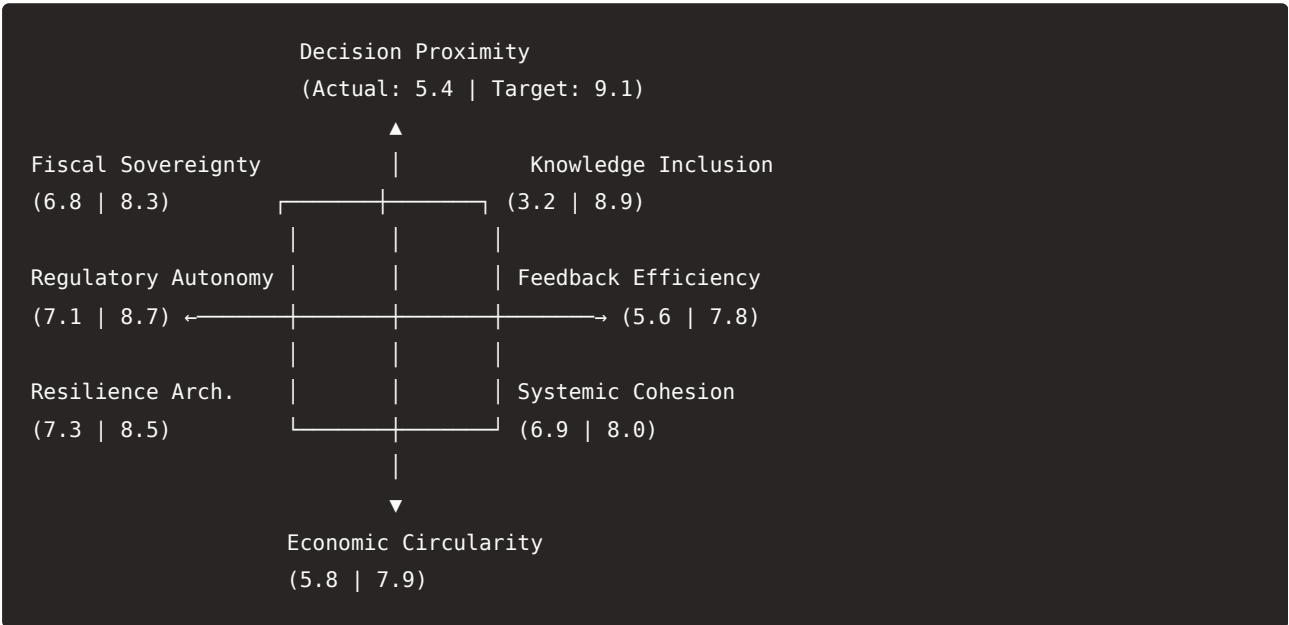 Decision Proximity
(Actual: 5.4 | Target: 9.1)
Fiscal Sovereignty Knowledge Inclusion
(6.8 | 8.3) (3.2 | 8.9)
Regulatory Autonomy Feedback Efficiency
(7.1 | 8.7) (5.6 | 7.8)
Resilience Arch. Systemic Cohesion
(7.3 | 8.5) (6.9 | 8.0)
Economic Circularity
(5.8 | 7.9)